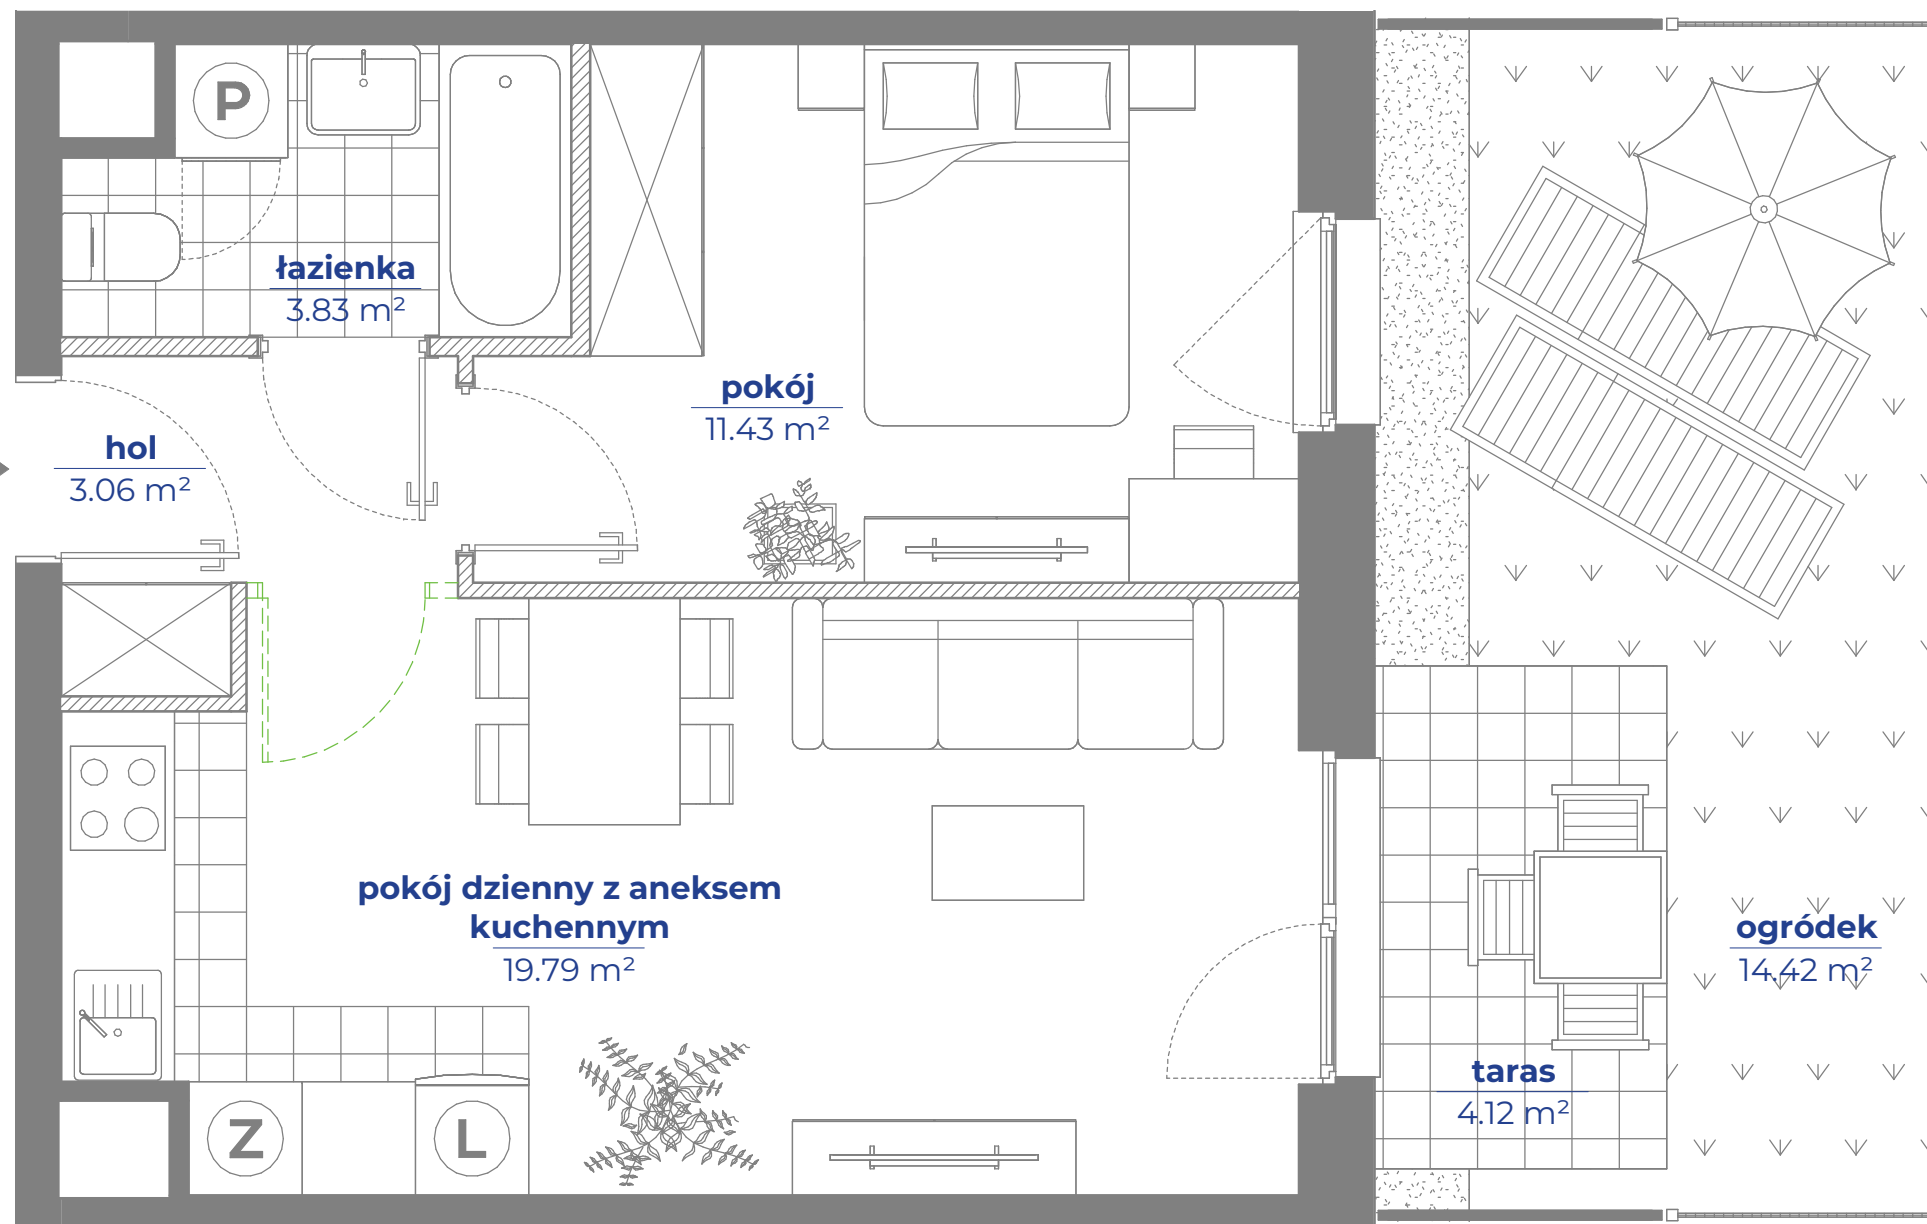 P
łazienka
3.83 m²
pokój
11.43 m²
hol
3.06 m²
pokój dzienny z aneksem
kuchennym
19.79 m²
ogródek
14.42 m²
taras
4.12 m²
Z
L